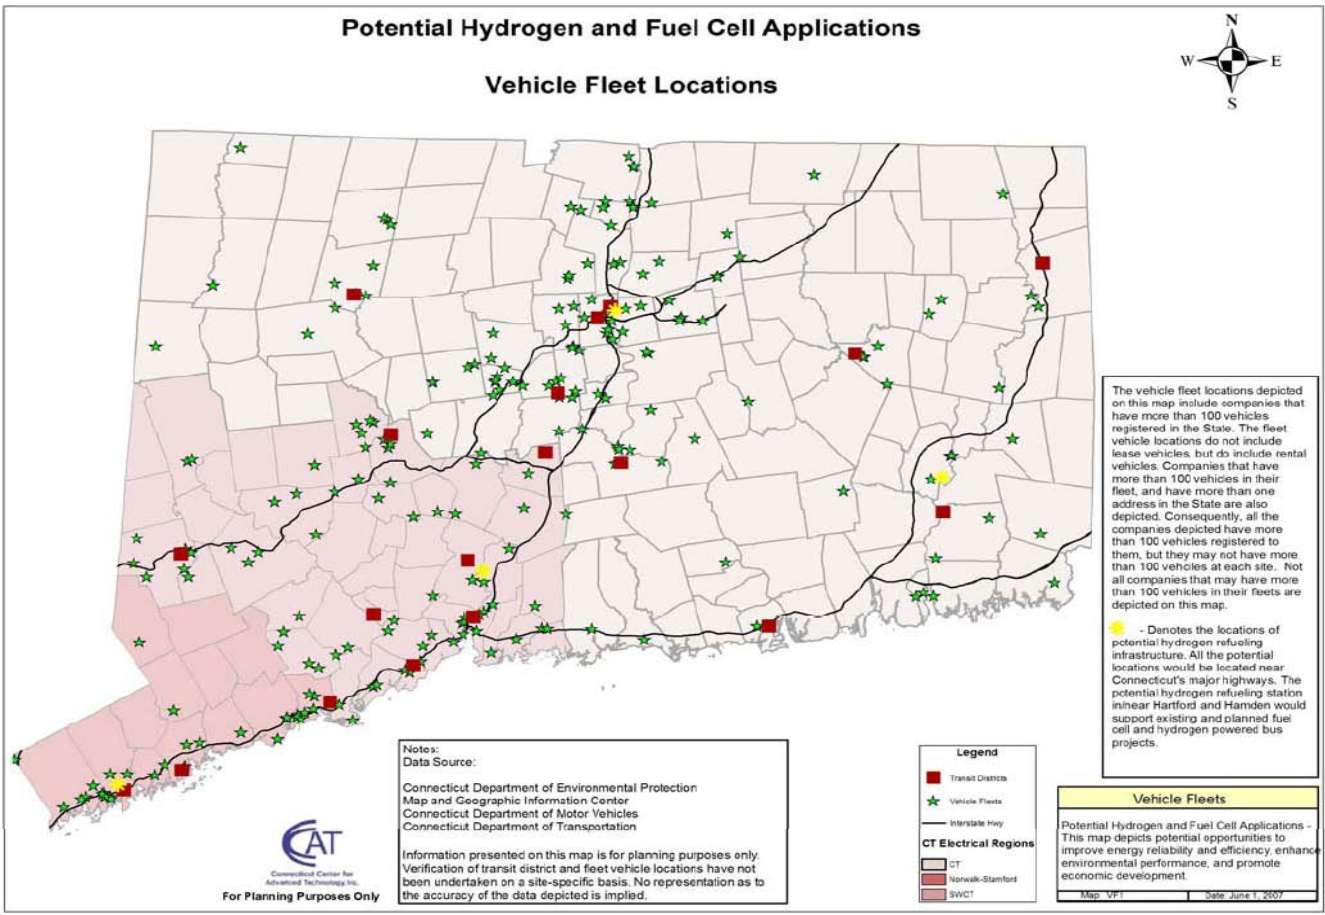 Potential Hydrogen and Fuel Cell Applications
Vehicle Fleet Locations
N
W
E
S
The vehicle fleet locations depicted
on this map include companies that
have more than 100 vehicles
registered in the State. The fleet
vehicle locations do not include
lease vehicles, but do include rental
vehicles. Companies that have
more than 100 vehicles in their
fleet, and have more than one
address in the State are also
depicted. Consequently, all the
companies depicted have more
than 100 vehicles registered to
them, but they may not have more
than 100 vehicles at each site. Not
all companies that may have more
than 100 vehicles in their fleets are
depicted on this map.
- Denotes the locations of
potential hydrogen refueling
infrastructure. All the potential
locations would be located near
Connecticut's major highways. The
potential hydrogen refueling station
in/near Hartford and Hamden would
support existing and planned fuel
cell and hydrogen powered bus
projects.
Notes:
Data Source:
Connecticut Department of Environmental Protection
Map and Geographic Information Center
Connecticut Department of Motor Vehicles
Connecticut Department of Transportation
Information presented on this map is for planning purposes only.
Verification of transit district and fleet vehicle locations have not
been undertaken on a site-specific basis. No representation as to
the accuracy of the data depicted is implied.
CCAT
Connecticut Center for
Advanced Technology, Inc.
For Planning Purposes Only
Legend
Transit Districts
Vehicle Fleets
Interstate Hwy
CT Electrical Regions
CT
Norwalk-Stamford
SWCT
Vehicle Fleets
Potential Hydrogen and Fuel Cell Applications -
This map depicts potential opportunities to
improve energy reliability and efficiency, enhance
environmental performance, and promote
economic development.
Map: VF1
Date: June 1, 2007